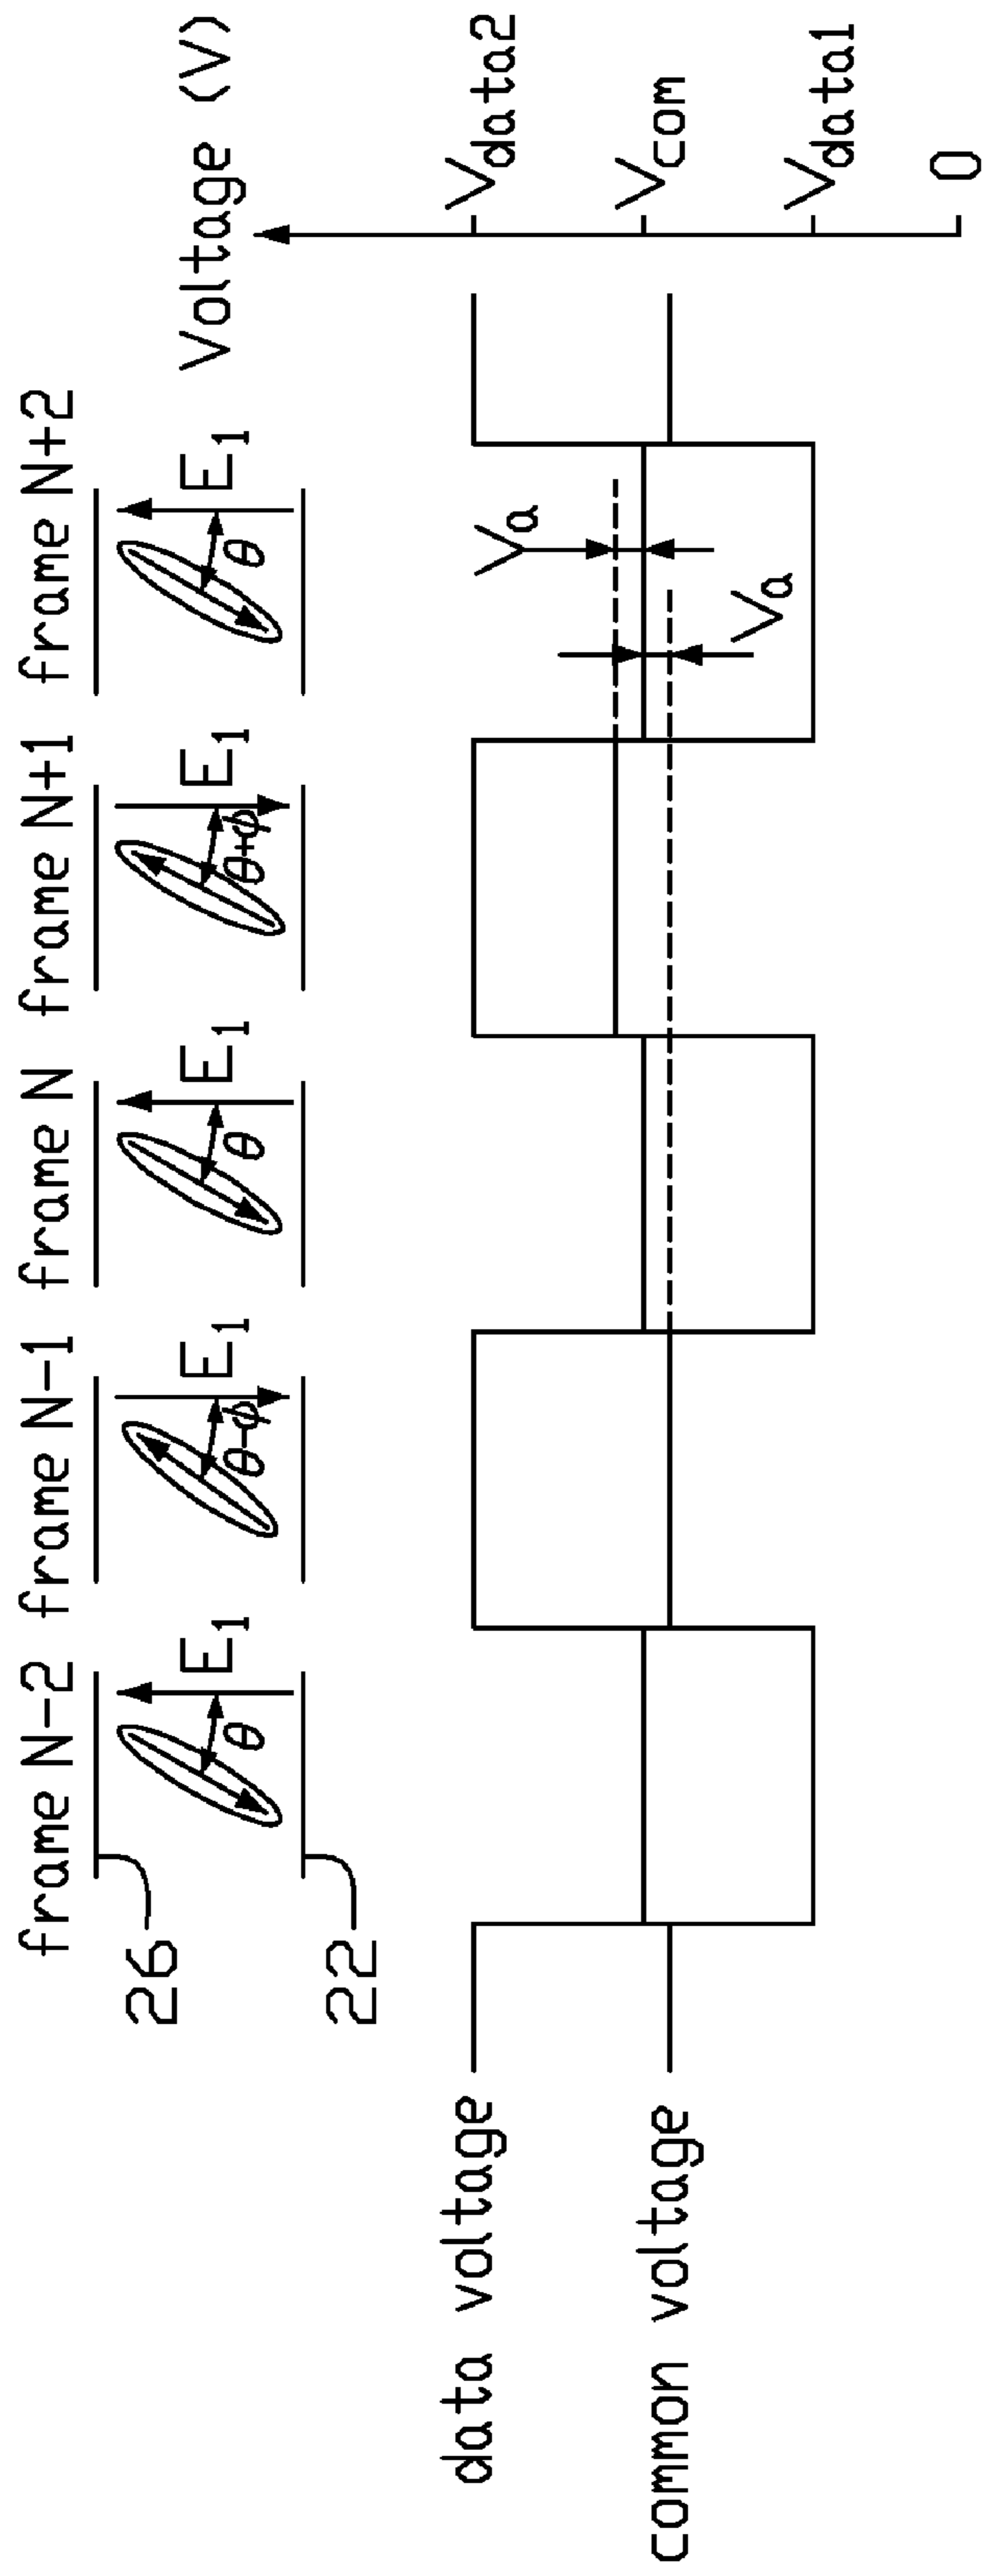 frame N-2 frame N-1 frame N frame N+1 frame N+2
Voltage (V)
26
E1 E1 E1 E1 E1
θ θ-ϕ θ θ+ϕ θ
22
data voltage
Va
Vdata2
common voltage
Va
Vcom
Vdata1
0